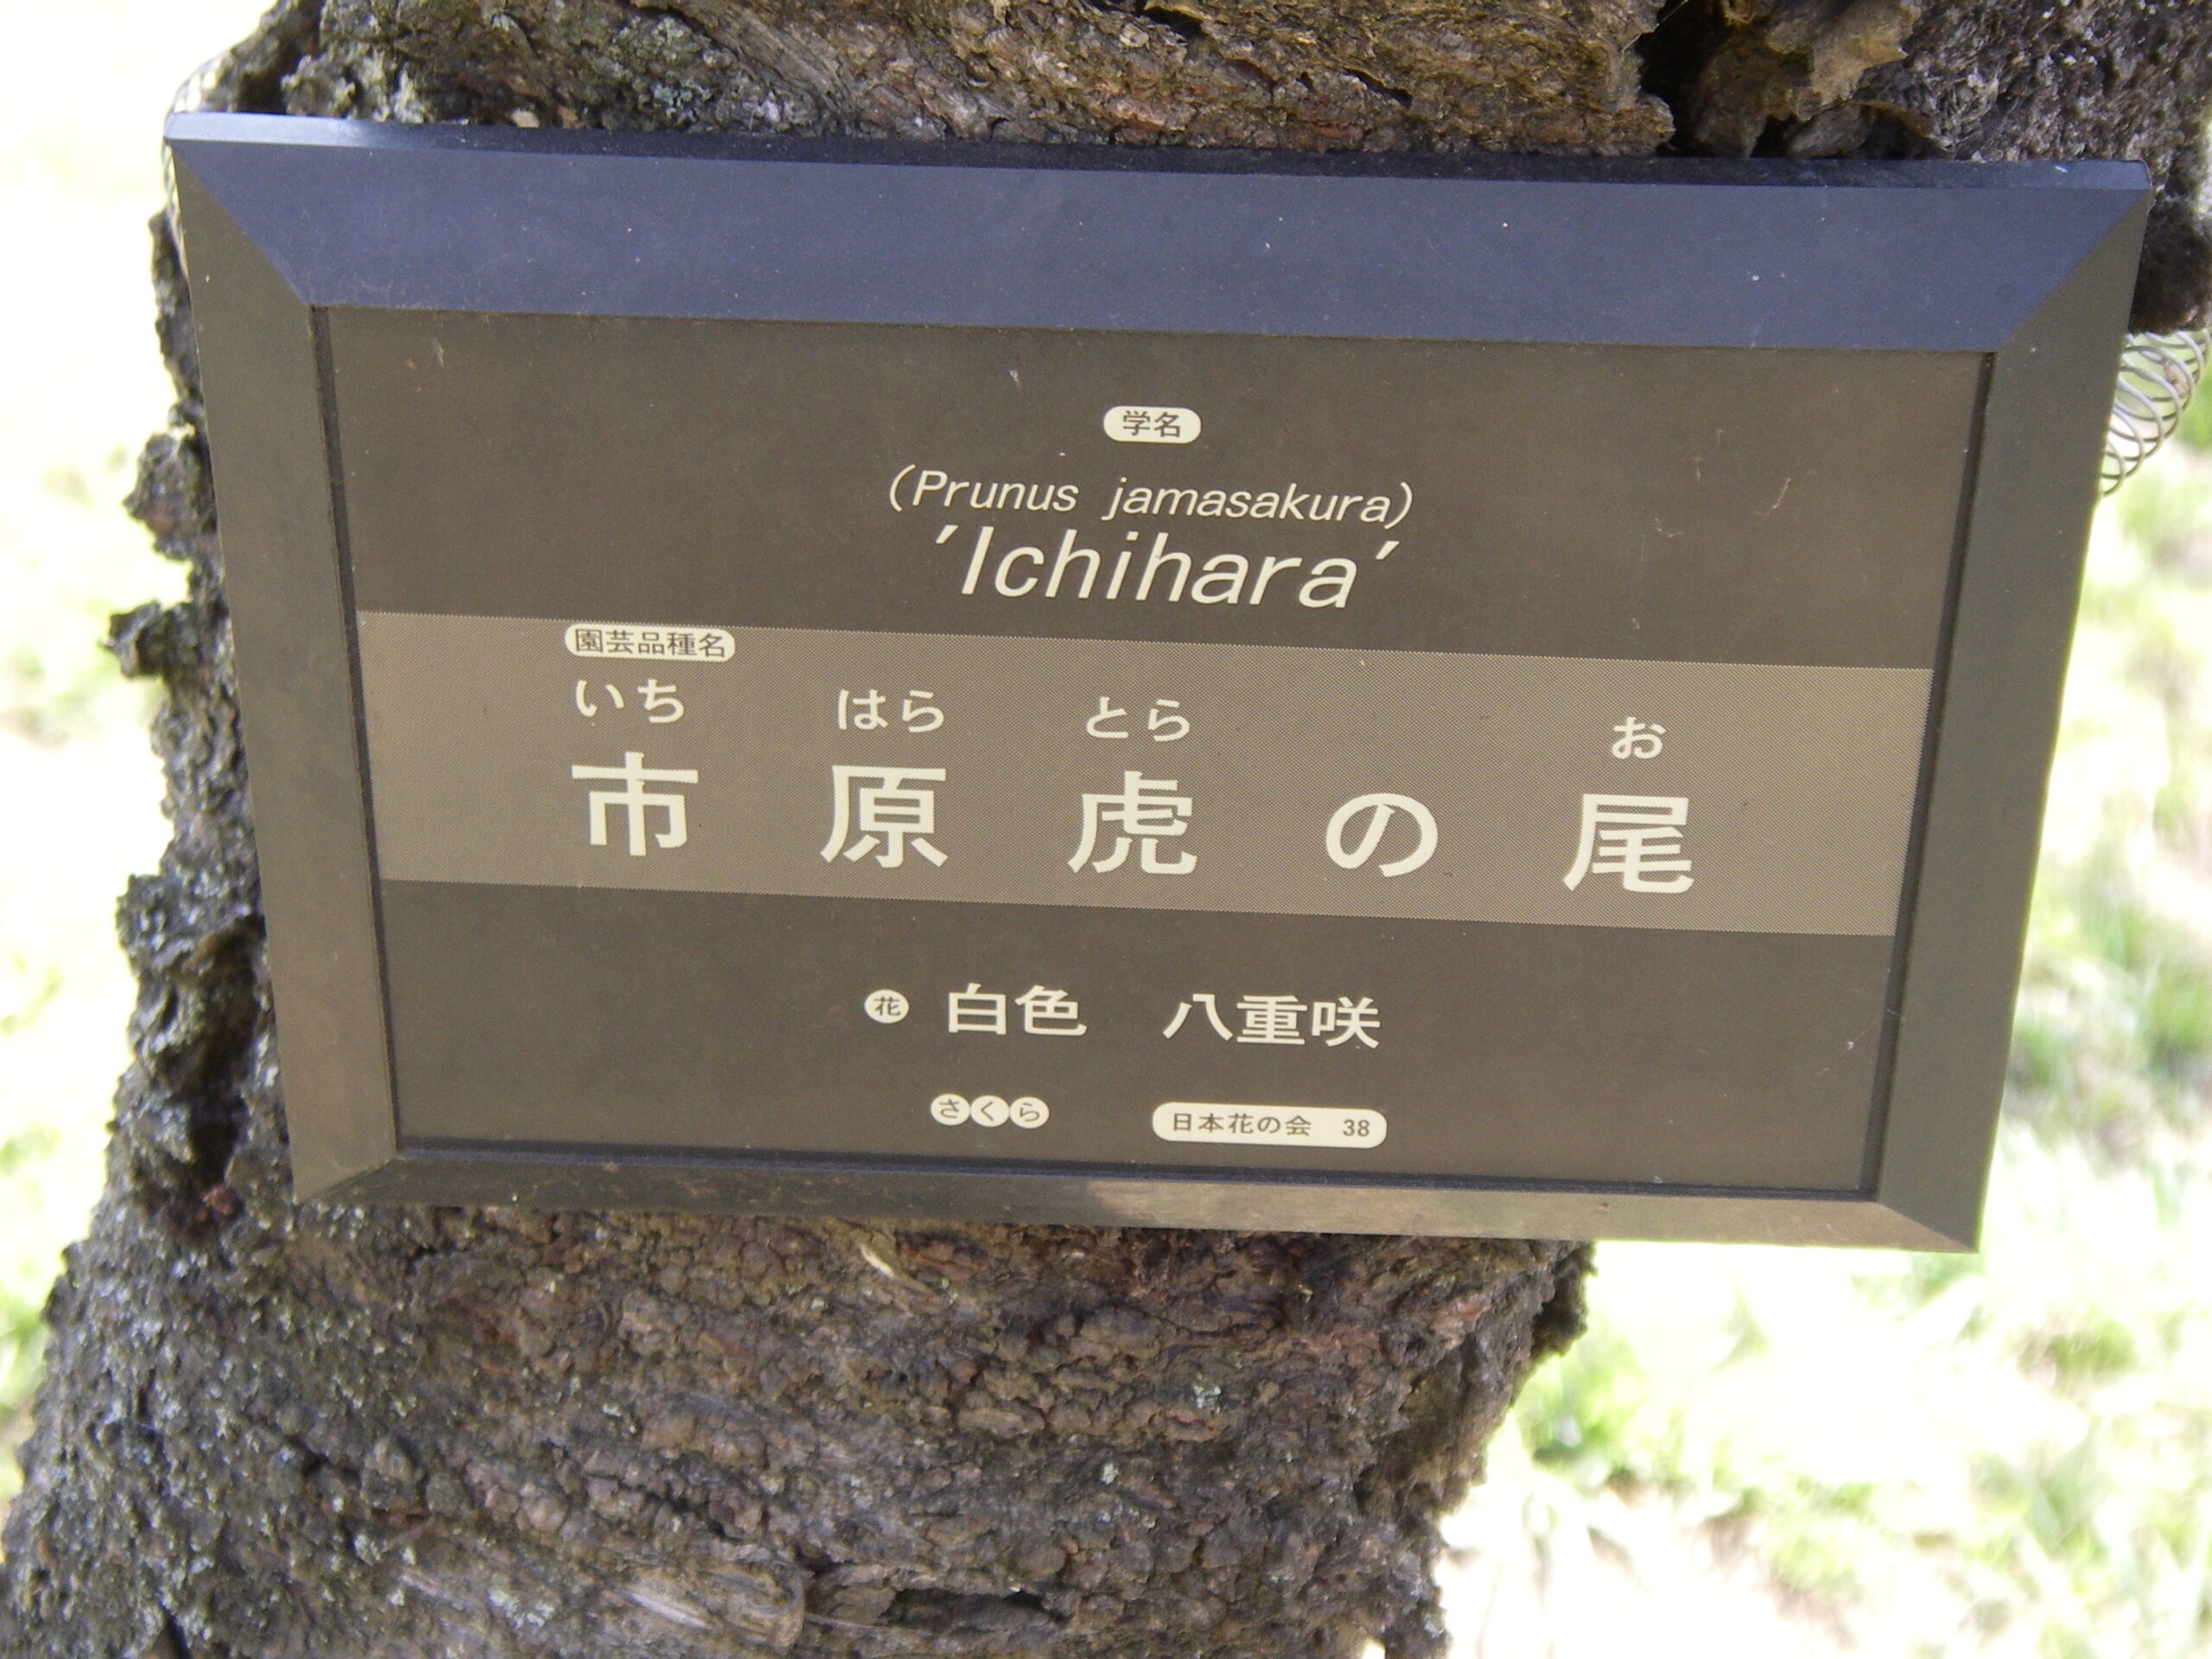 学名
(Prunus jamasakura)
'Ichihara'
園芸品種名
いち はら とら お
市原虎の尾
花 白色 八重咲
さくら 日本花の会 38